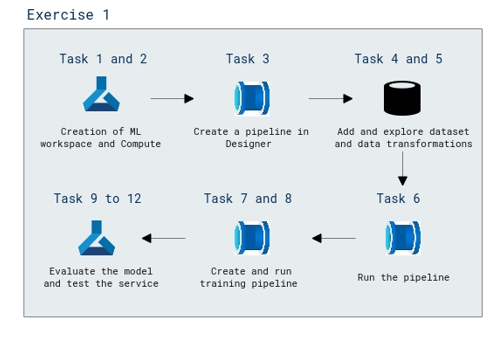 Exercise 1
Task 1 and 2
Creation of ML
workspace and Compute
Task 3
Create a pipeline in
Designer
Task 4 and 5
Add and explore dataset
and data transformations
Task 6
Run the pipeline
Task 7 and 8
Create and run
training pipeline
Task 9 to 12
Evaluate the model
and test the service